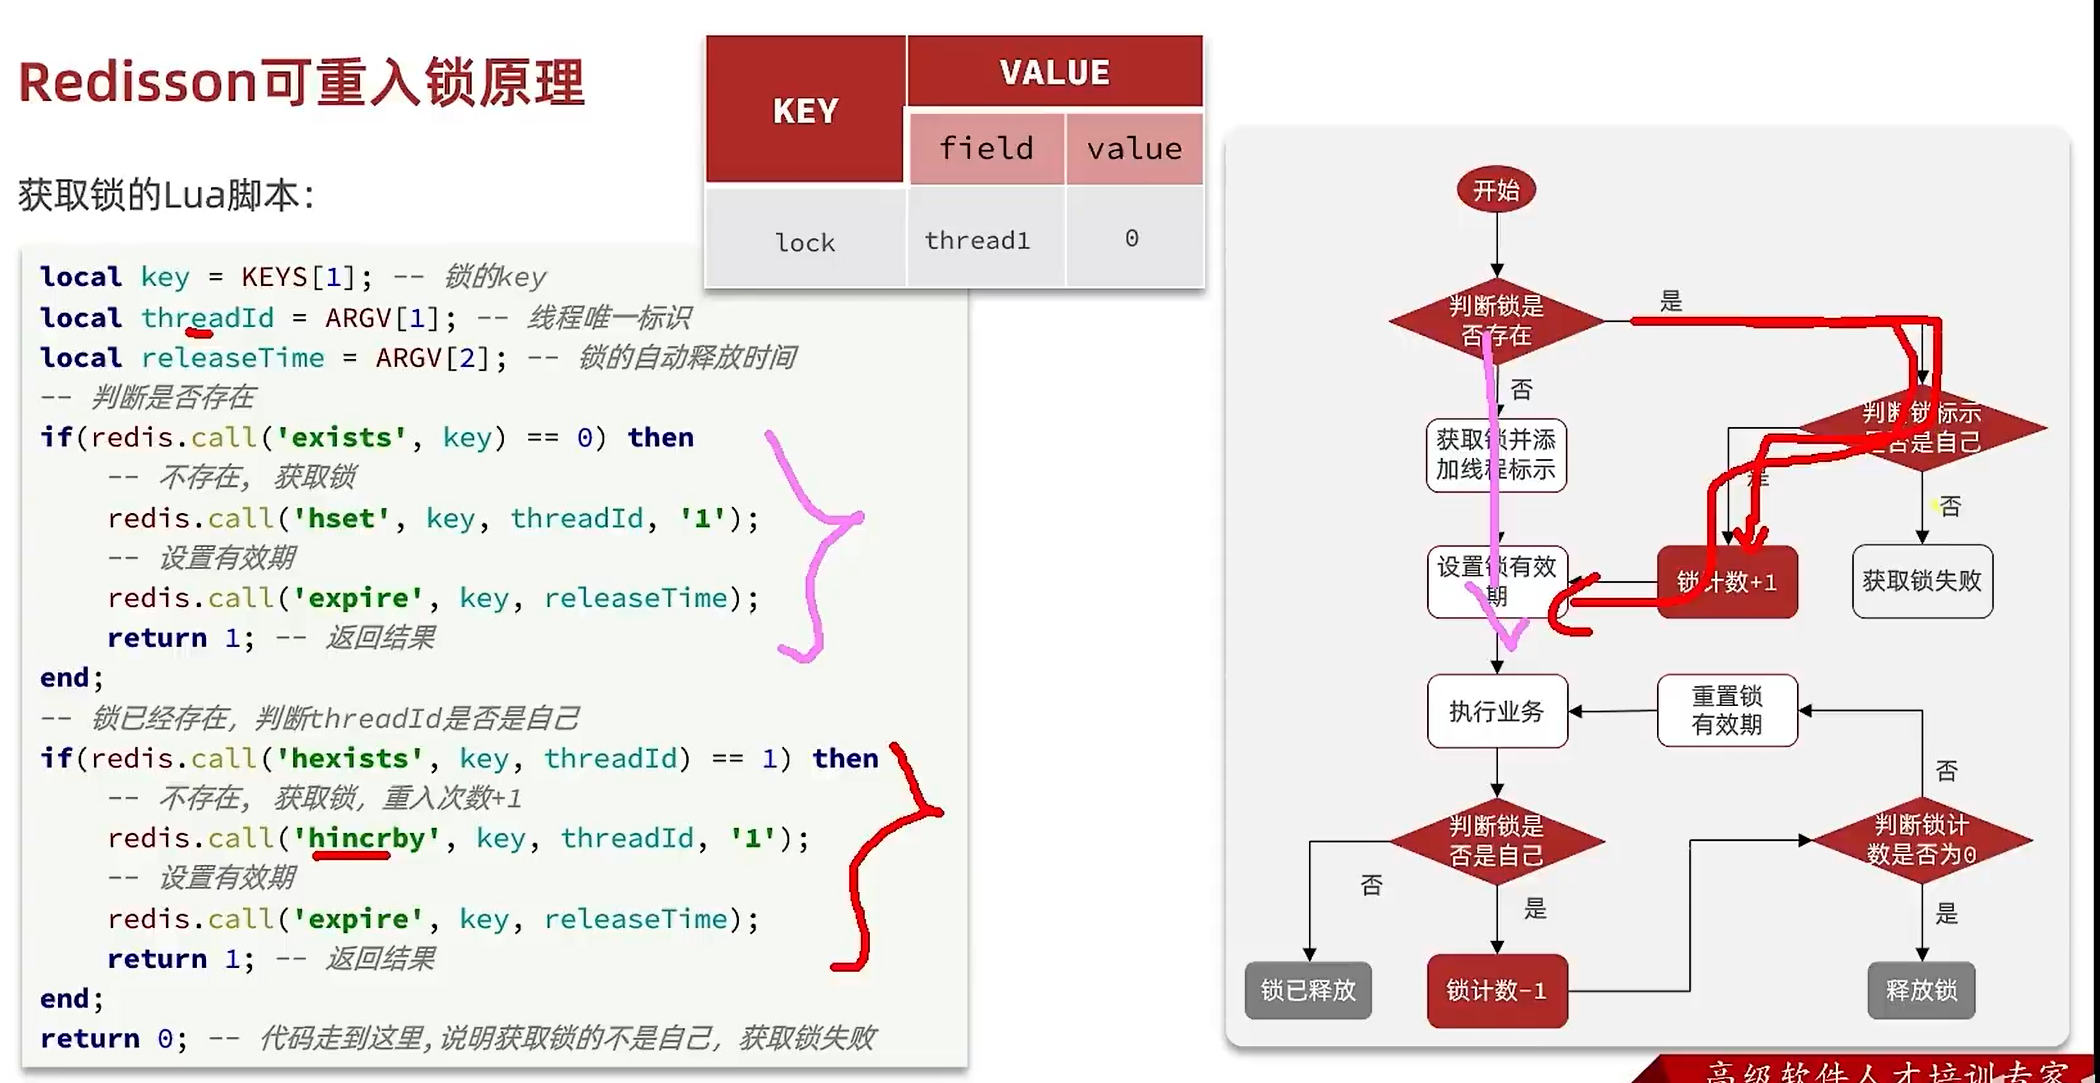 Redisson可重入锁原理
KEY
VALUE
field
value
lock
thread1
0
获取锁的Lua脚本：
local key = KEYS[1]; -- 锁的key
local threadId = ARGV[1]; -- 线程唯一标识
local releaseTime = ARGV[2]; -- 锁的自动释放时间
-- 判断是否存在
if(redis.call('exists', key) == 0) then
-- 不存在, 获取锁
redis.call('hset', key, threadId, '1');
-- 设置有效期
redis.call('expire', key, releaseTime);
return 1; -- 返回结果
end;
-- 锁已经存在，判断threadId是否是自己
if(redis.call('hexists', key, threadId) == 1) then
-- 不存在, 获取锁，重入次数+1
redis.call('hincrby', key, threadId, '1');
-- 设置有效期
redis.call('expire', key, releaseTime);
return 1; -- 返回结果
end;
return 0; -- 代码走到这里,说明获取锁的不是自己，获取锁失败
开始
判断锁是
否存在
是
否
判断锁标示
是否是自己
获取锁并添
加线程标示
是
否
设置锁有效
期
锁计数+1
获取锁失败
执行业务
重置锁
有效期
否
判断锁是
否是自己
判断锁计
数是否为0
否
是
是
锁已释放
锁计数-1
释放锁
高级软件人才培训专家